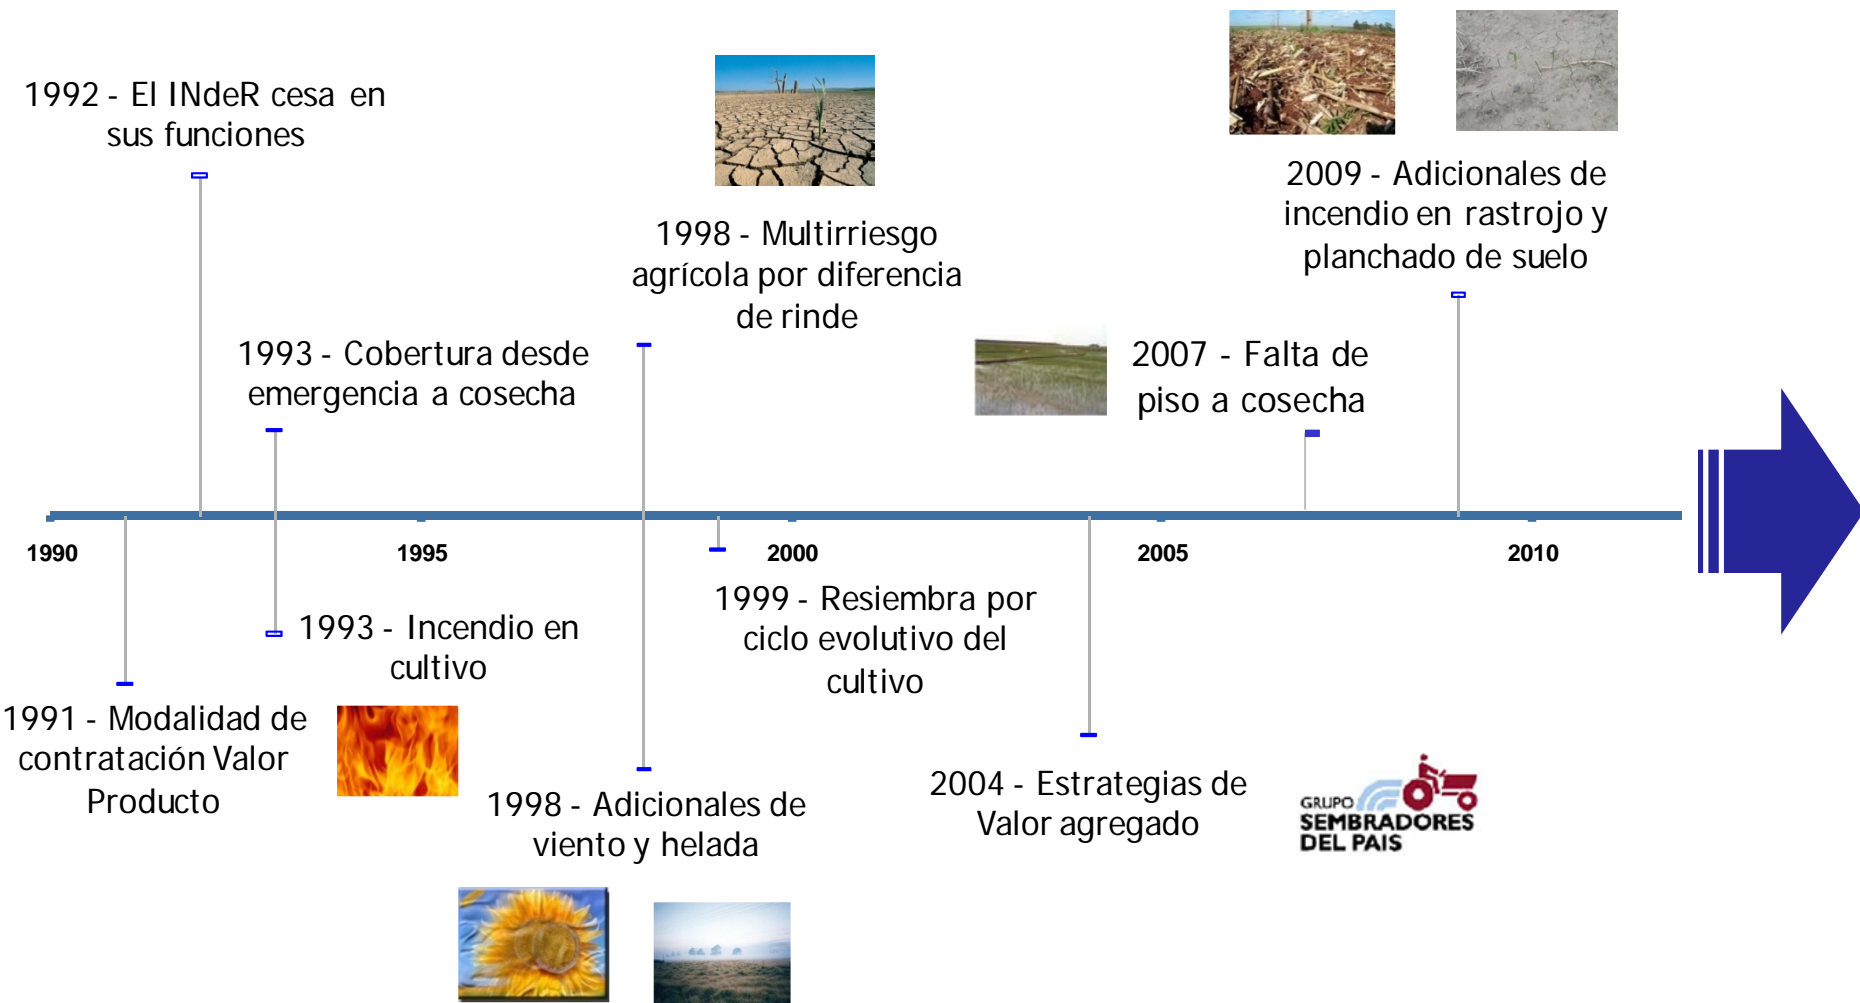 1992 - El INdeR cesa en
sus funciones
1998 - Multirriesgo
agrícola por diferencia
de rinde
2009 - Adicionales de
incendio en rastrojo y
planchado de suelo
1993 - Cobertura desde
emergencia a cosecha
2007 - Falta de
piso a cosecha
1990
1995
2000
2005
2010
1993 - Incendio en
cultivo
1999 - Resiembra por
ciclo evolutivo del
cultivo
1991 - Modalidad de
contratación Valor
Producto
1998 - Adicionales de
viento y helada
2004 - Estrategias de
Valor agregado
GRUPO
SEMBRADORES
DEL PAIS